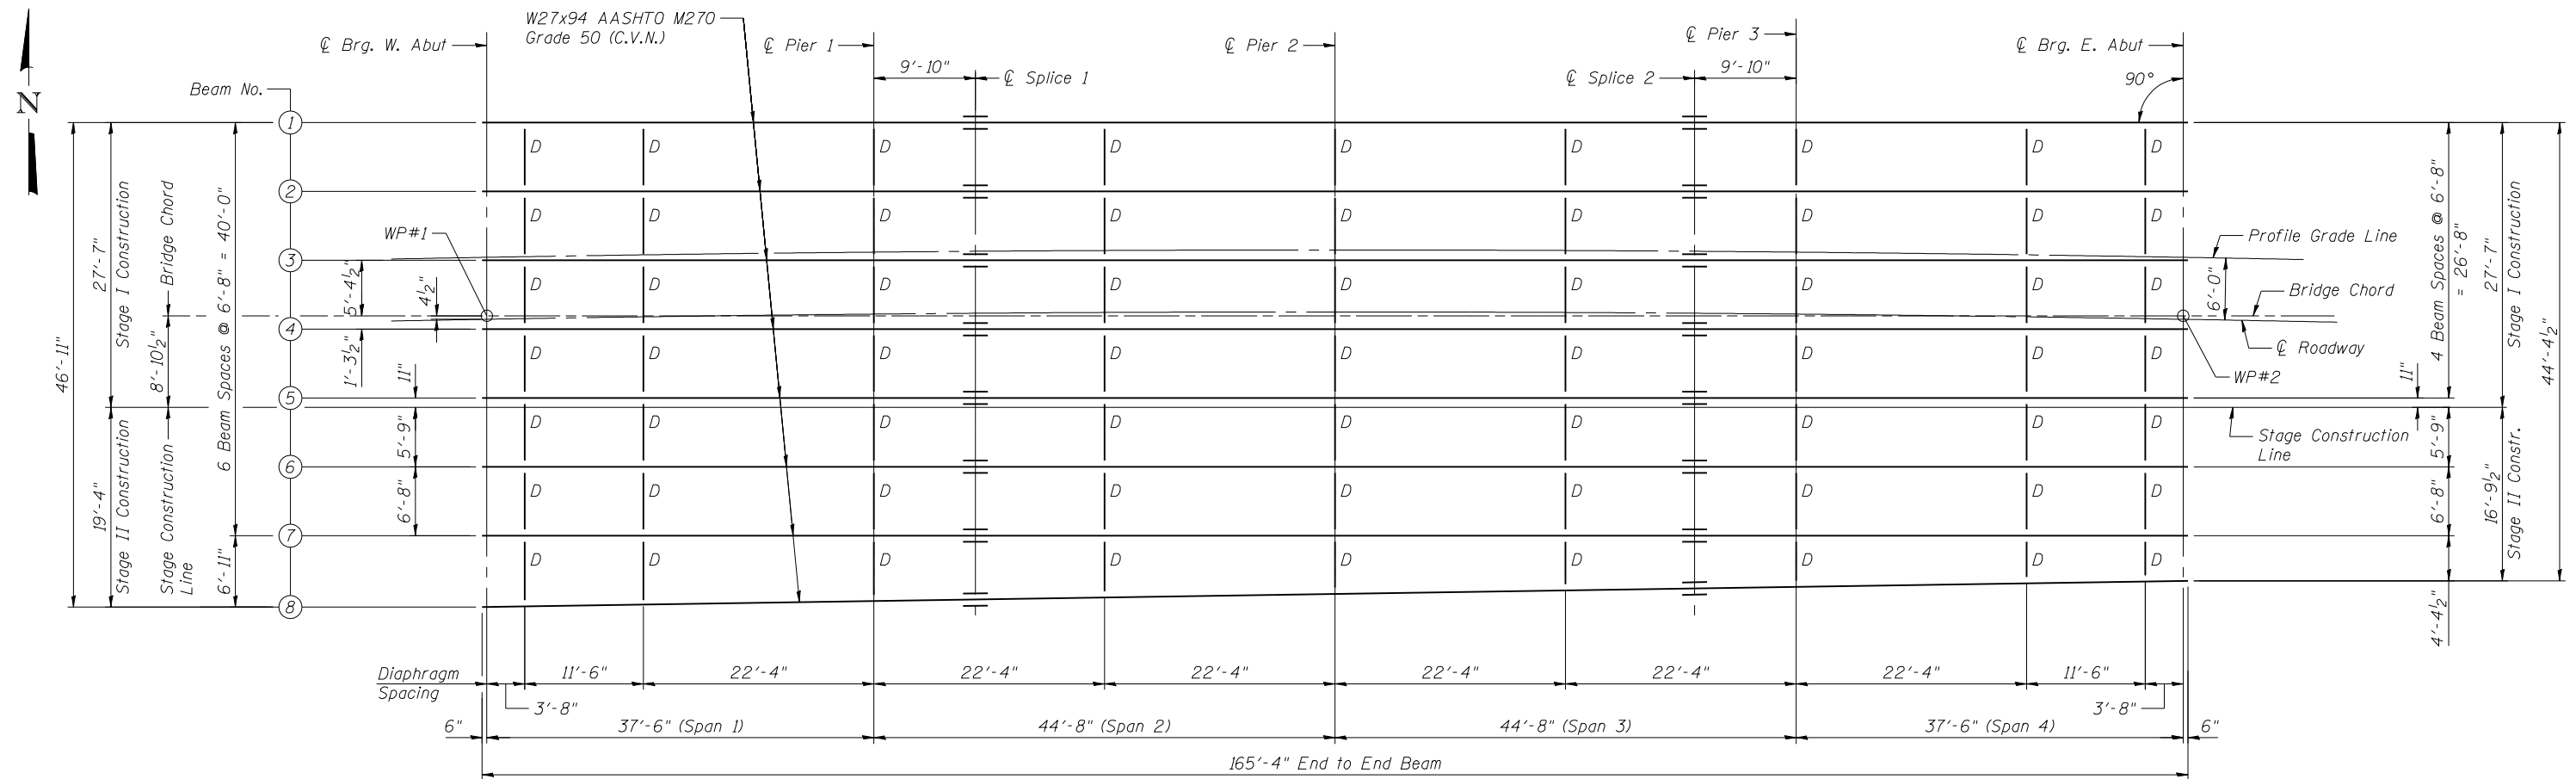 W27x94 AASHTO M270
Grade 50 (C.V.N.)
℄ Brg. W. Abut
℄ Pier 1
℄ Pier 2
℄ Pier 3
℄ Brg. E. Abut
9'-10"
℄ Splice 1
℄ Splice 2
9'-10"
90°
N
Beam No.
1
2
3
4
5
6
7
8
46'-11"
27'-7"
Stage I Construction
19'-4"
Stage II Construction
Bridge Chord
8'-10½"
Stage Construction
Line
6 Beam Spaces @ 6'-8" = 40'-0"
6'-11"
WP#1
5'-4½"
4½"
1'-3½"
11"
5'-9"
6'-8"
D D D D D D D D D
D D D D D D D D D
D D D D D D D D D
D D D D D D D D D
D D D D D D D D D
D D D D D D D D D
D D D D D D D D D
Profile Grade Line
6'-0"
Bridge Chord
℄ Roadway
WP#2
Stage Construction
Line
11"
4 Beam Spaces @ 6'-8"
= 26'-8"
5'-9"
6'-8"
4'-4½"
27'-7"
Stage I Construction
16'-9½"
Stage II Constr.
44'-4½"
Diaphragm
Spacing
11'-6"
22'-4"
22'-4"
22'-4"
22'-4"
22'-4"
22'-4"
11'-6"
3'-8"
3'-8"
6"
37'-6" (Span 1)
44'-8" (Span 2)
44'-8" (Span 3)
37'-6" (Span 4)
6"
165'-4" End to End Beam